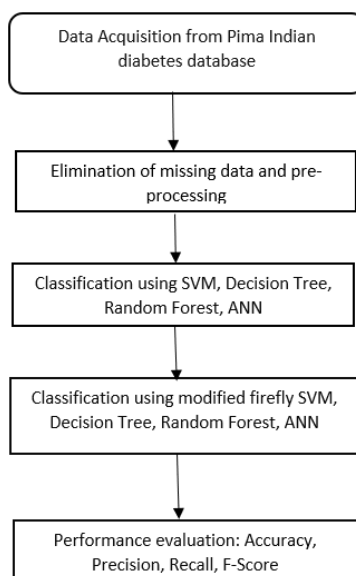 Data Acquisition from Pima Indian
diabetes database
Elimination of missing data and pre-
processing
Classification using SVM, Decision Tree,
Random Forest, ANN
Classification using modified firefly SVM,
Decision Tree, Random Forest, ANN
Performance evaluation: Accuracy,
Precision, Recall, F-Score